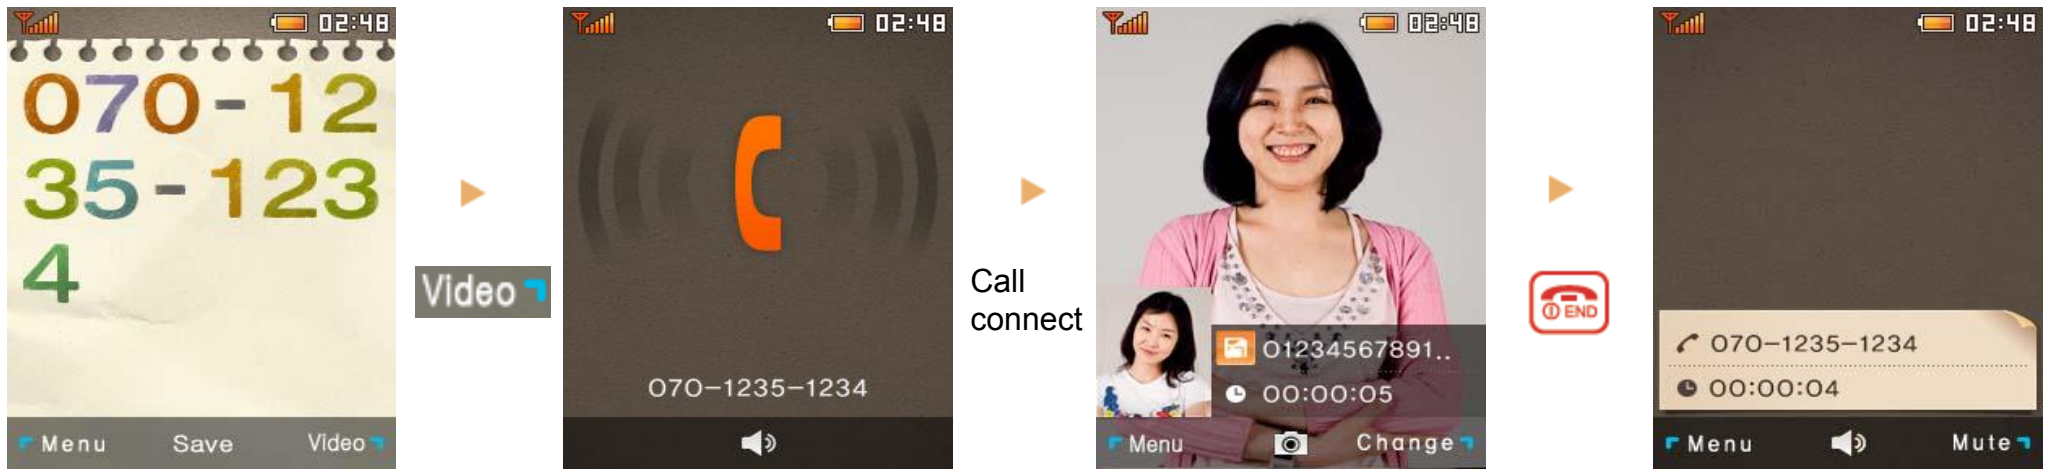 02:48
070-12
35-123
4
Menu Save Video
Video
02:48
070-1235-1234
Call
connect
02:48
01234567891..
00:00:05
Menu Change
END
02:48
070-1235-1234
00:00:04
Menu Mute